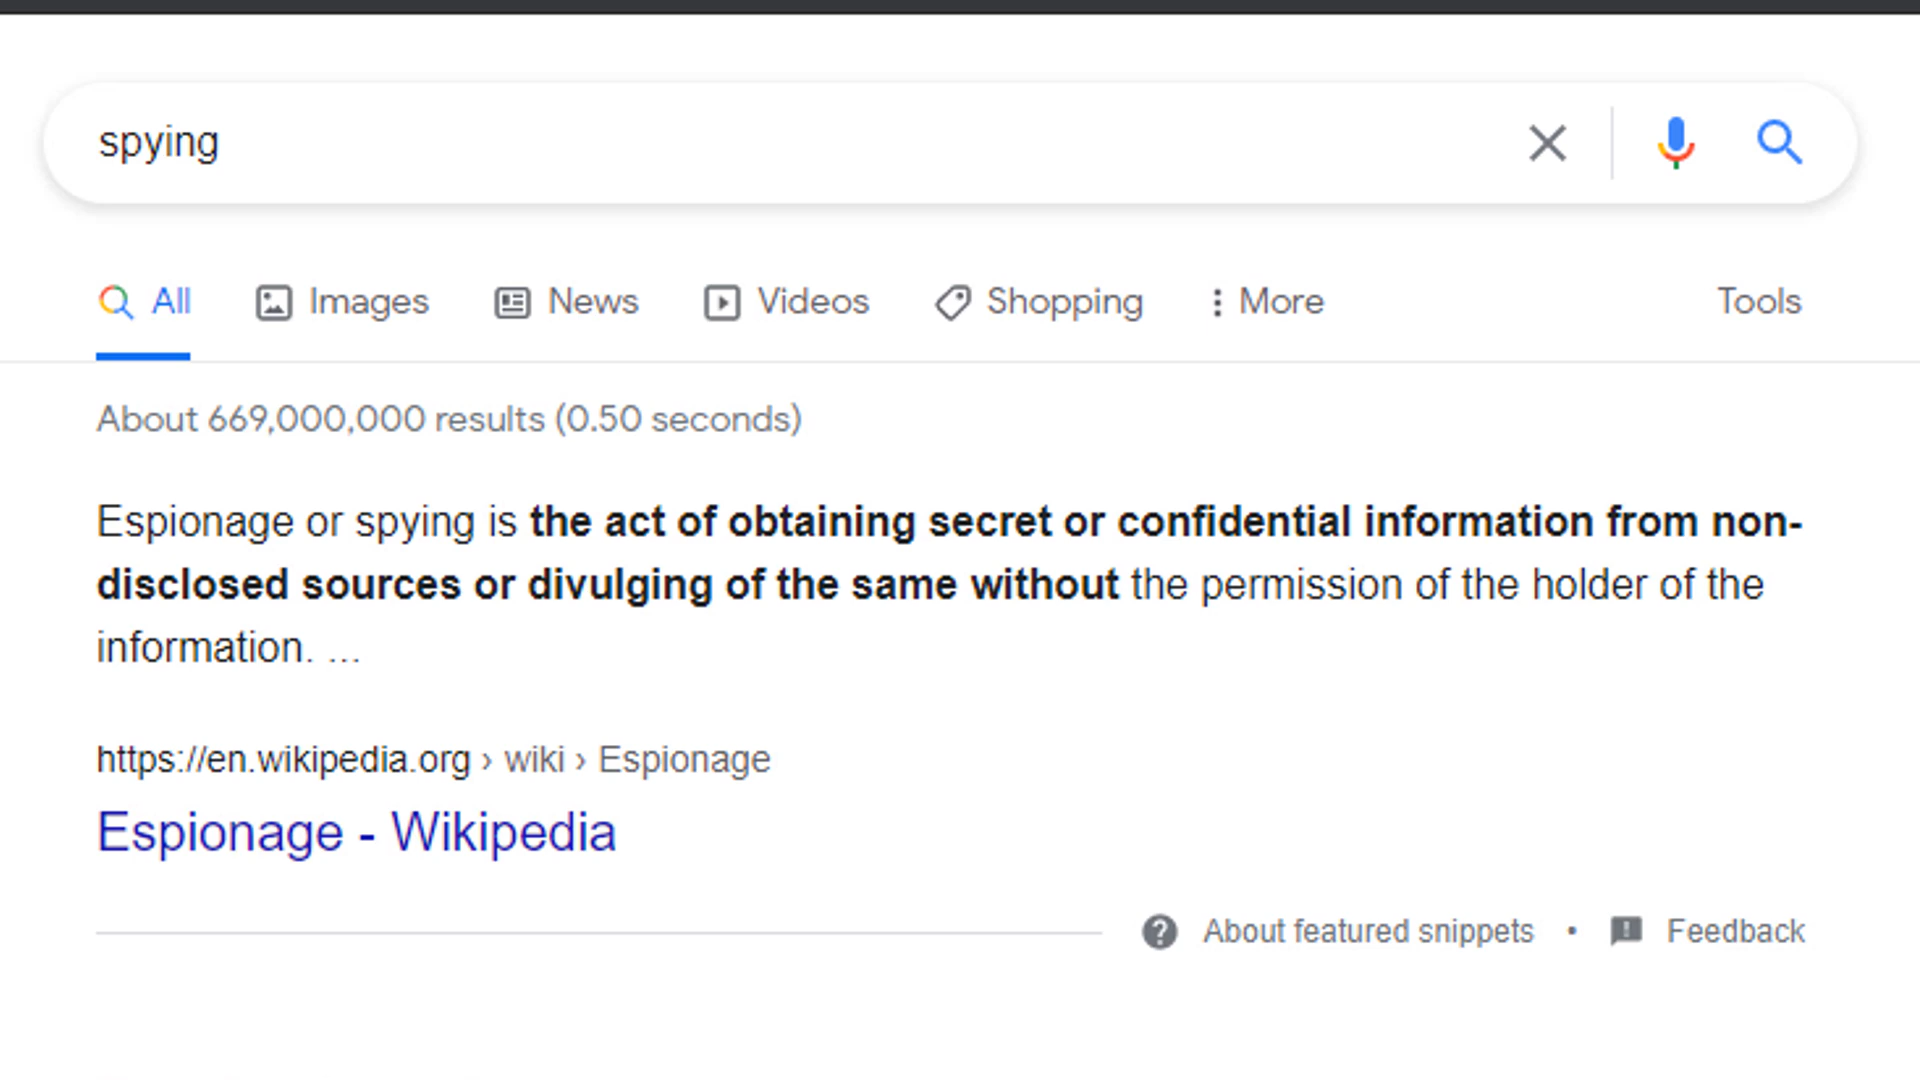 spying
All Images News Videos Shopping More Tools
About 669,000,000 results (0.50 seconds)
Espionage or spying is the act of obtaining secret or confidential information from non-
disclosed sources or divulging of the same without the permission of the holder of the
information. ...
https://en.wikipedia.org › wiki › Espionage
Espionage - Wikipedia
About featured snippets • Feedback